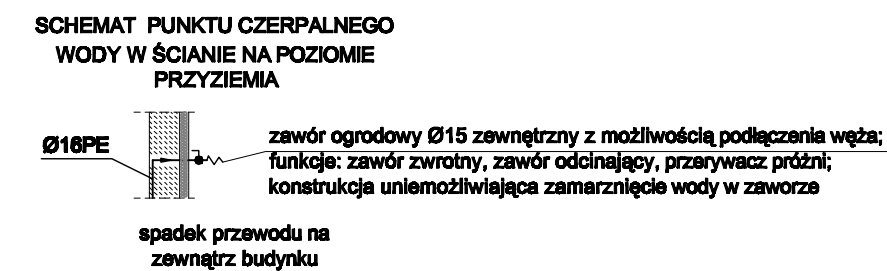 SCHEMAT PUNKTU CZERPALNEGO
WODY W ŚCIANIE NA POZIOMIE
PRZYZIEMIA
Ø16PE
zawór ogrodowy Ø15 zewnętrzny z możliwością podłączenia węża;
funkcje: zawór zwrotny, zawór odcinający, przerywacz próżni;
konstrukcja uniemożliwiająca zamarznięcie wody w zaworze
spadek przewodu na
zewnątrz budynku